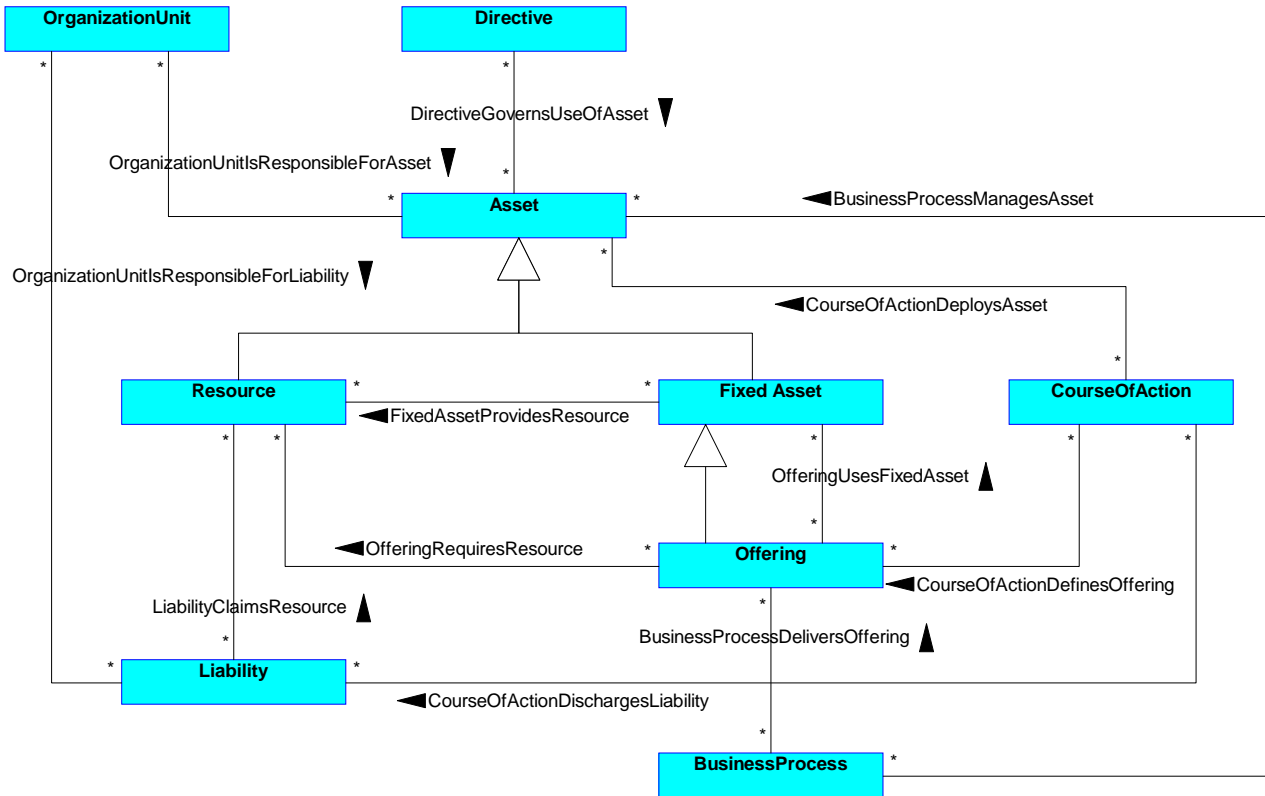 OrganizationUnit
Directive
*
*
*
DirectiveGovernsUseOfAsset
OrganizationUnitIsResponsibleForAsset
*
*
Asset
*
BusinessProcessManagesAsset
*
OrganizationUnitIsResponsibleForLiability
CourseOfActionDeploysAsset
*
Resource
*
*
Fixed Asset
CourseOfAction
FixedAssetProvidesResource
*
*
*
*
*
OfferingUsesFixedAsset
*
OfferingRequiresResource
*
Offering
*
CourseOfActionDefinesOffering
*
LiabilityClaimsResource
*
BusinessProcessDeliversOffering
*
Liability
*
CourseOfActionDischargesLiability
*
BusinessProcess
*